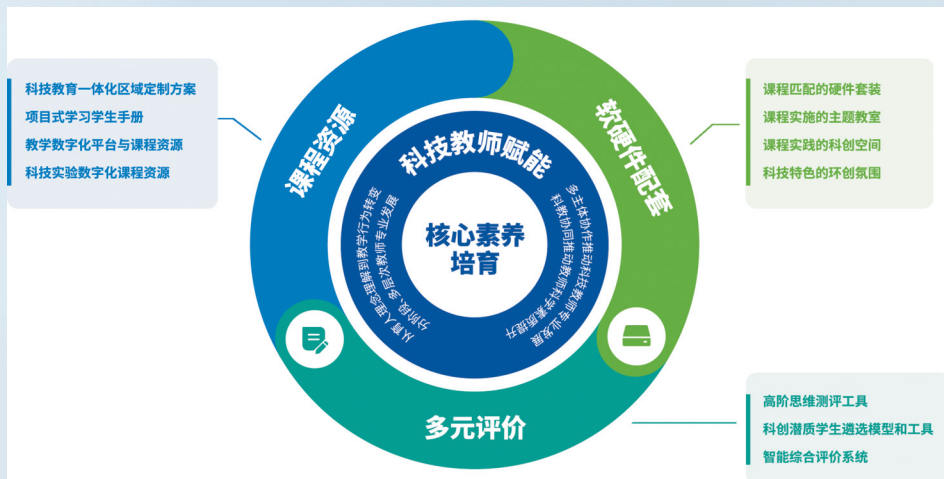 科技教育一体化区域定制方案
项目式学习学生手册
教学数字化平台与课程资源
科技实验数字化课程资源
课程资源
软硬件配套
课程匹配的硬件套装
课程实施的主题教室
课程实践的科创空间
科技特色的环创氛围
科技教师赋能
从育人理念理解到教学行为转变
分阶段、多层次教师专业发展
核心素养
培育
多主体协作推动科技教师专业发展
科教协同推动教师科学素质提升
多元评价
高阶思维测评工具
科创潜质学生遴选模型和工具
智能综合评价系统